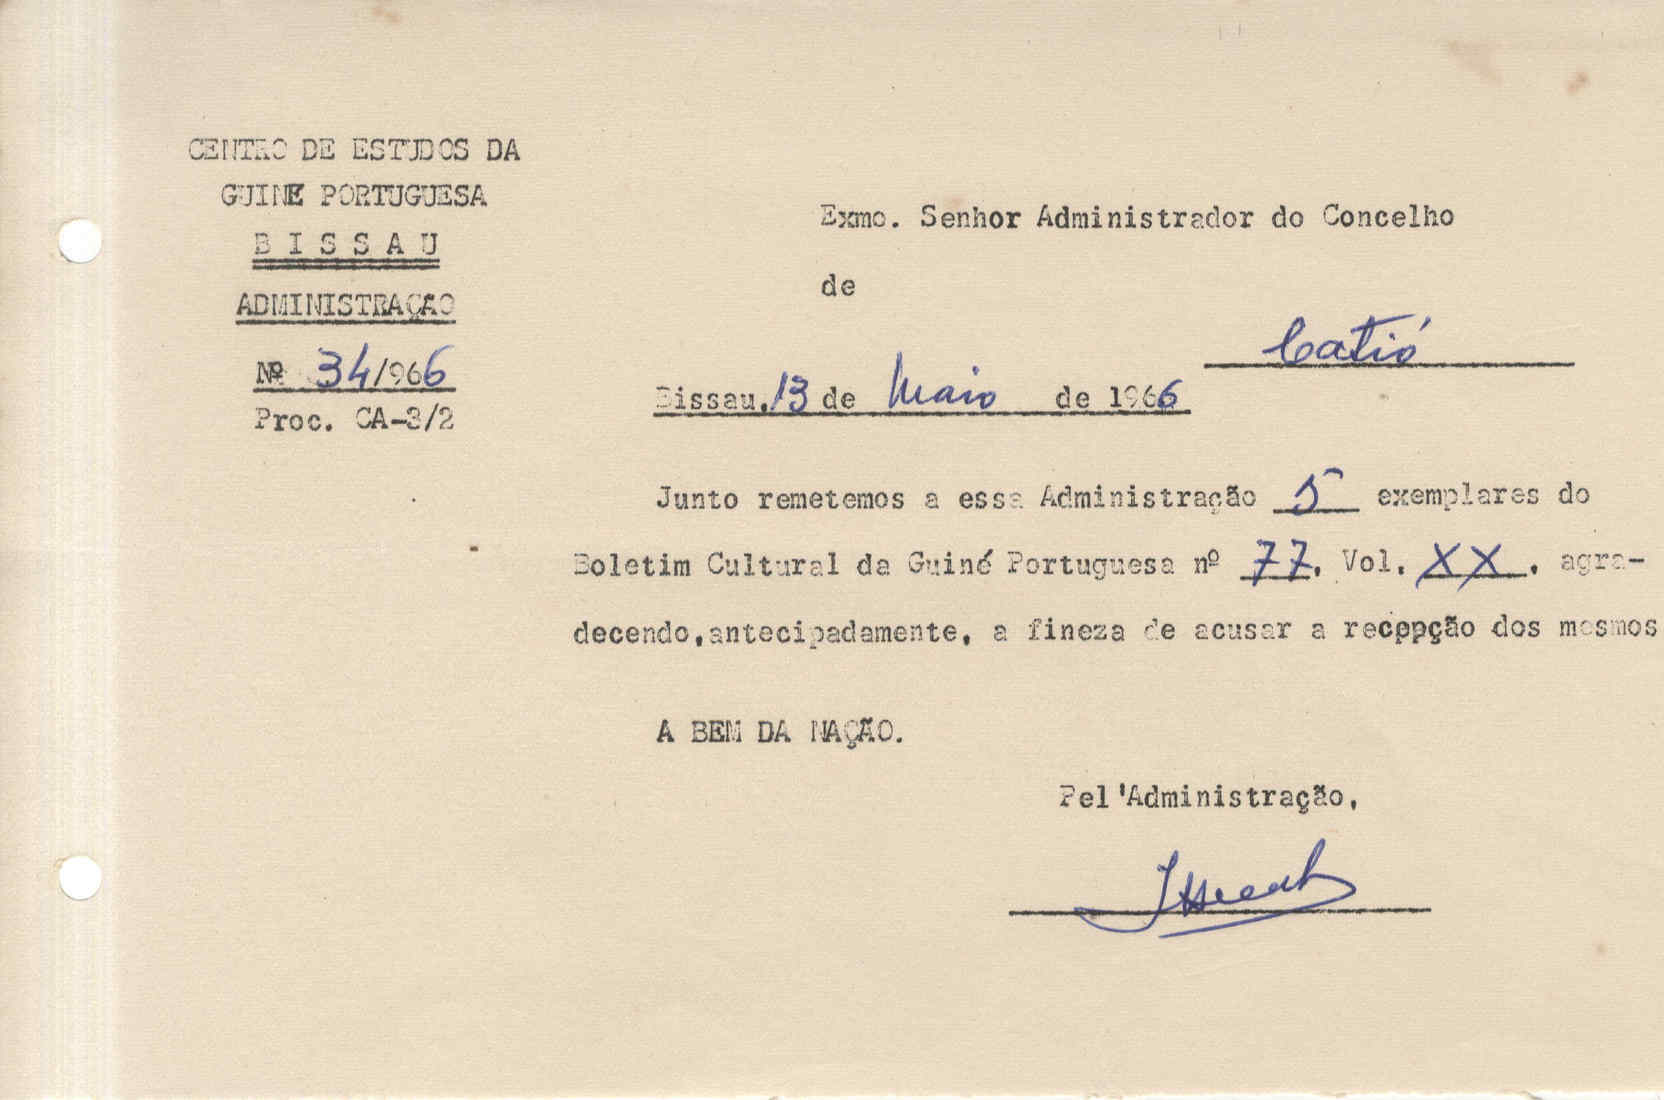 CENTRO DE ESTUDOS DA
GUINÉ PORTUGUESA
B I S S A U
ADMINISTRAÇÃO
Nº 34/966
Proc. CA-3/2
Exmo. Senhor Administrador do Concelho
de
Catió
Bissau,13 de Maio de 1966
Junto remetemos a essa Administração 5 exemplares do
Boletim Cultural da Guiné Portuguesa nº 77, Vol. XX, agra-
decendo,antecipadamente, a fineza de acusar a recepção dos mesmos
A BEM DA NAÇÃO.
Pel'Administração,